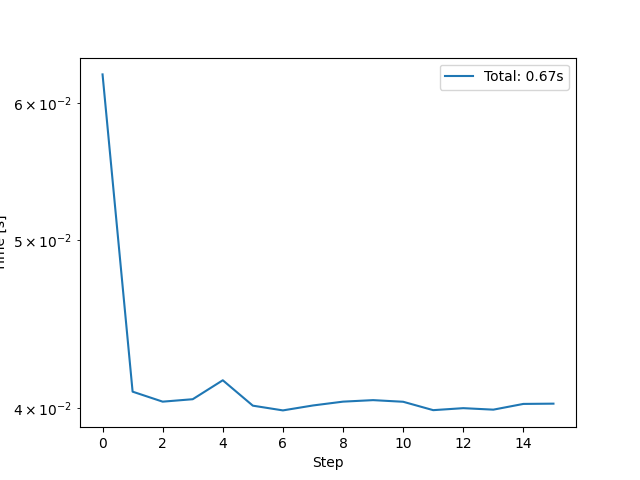 Total: 0.67s
6 × 10⁻²
5 × 10⁻²
4 × 10⁻²
Time [s]
0 2 4 6 8 10 12 14
Step